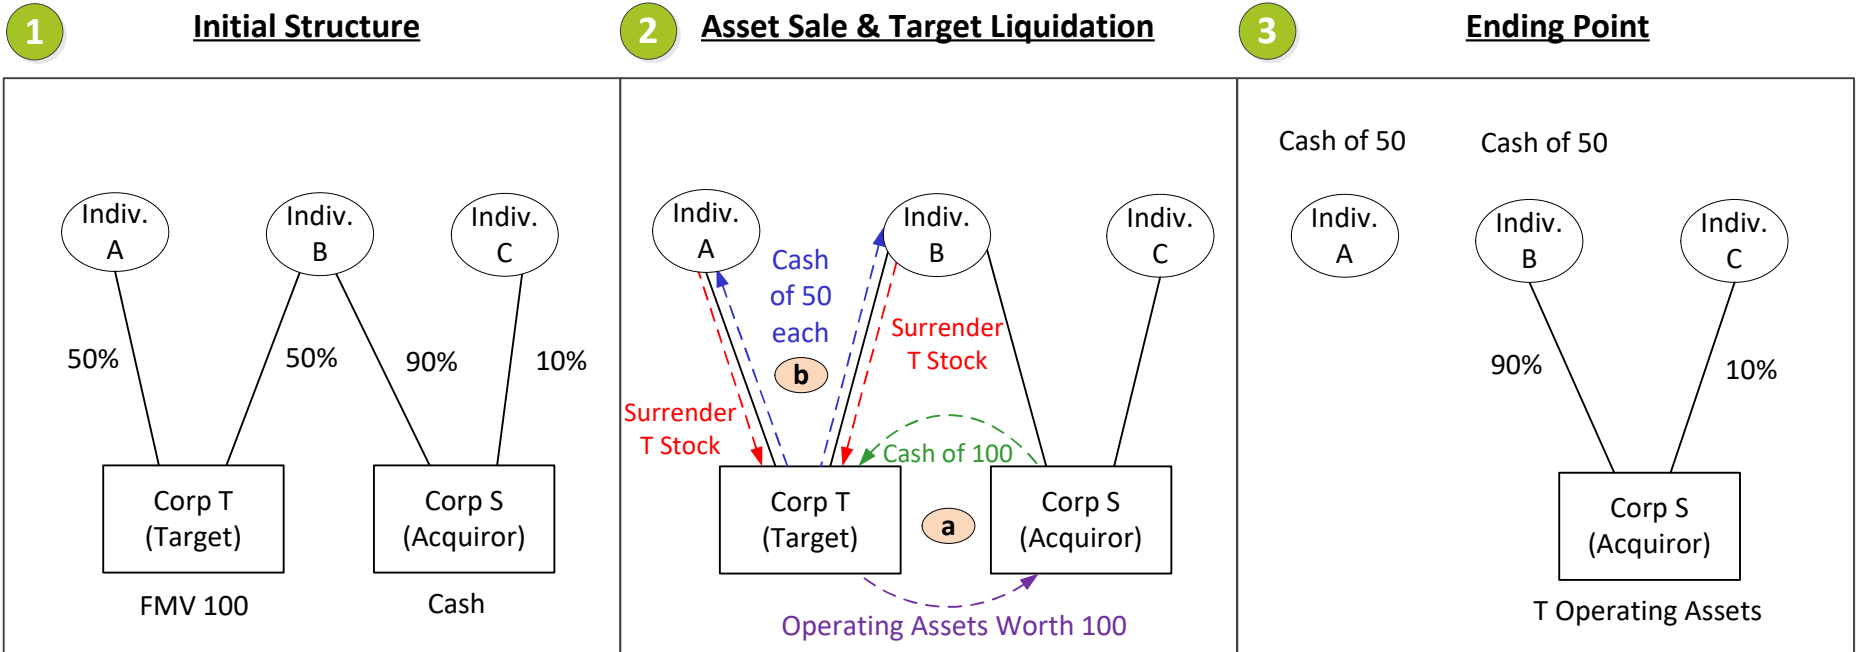 1
Initial Structure
2
Asset Sale & Target Liquidation
3
Ending Point
Indiv.
A
Indiv.
B
Indiv.
C
50%
50%
90%
10%
Corp T
(Target)
Corp S
(Acquiror)
FMV 100
Cash
Indiv.
A
Cash
of 50
each
b
Indiv.
B
Indiv.
C
Surrender
T Stock
Surrender
T Stock
Cash of 100
Corp T
(Target)
a
Corp S
(Acquiror)
Operating Assets Worth 100
Cash of 50
Cash of 50
Indiv.
A
Indiv.
B
Indiv.
C
90%
10%
Corp S
(Acquiror)
T Operating Assets